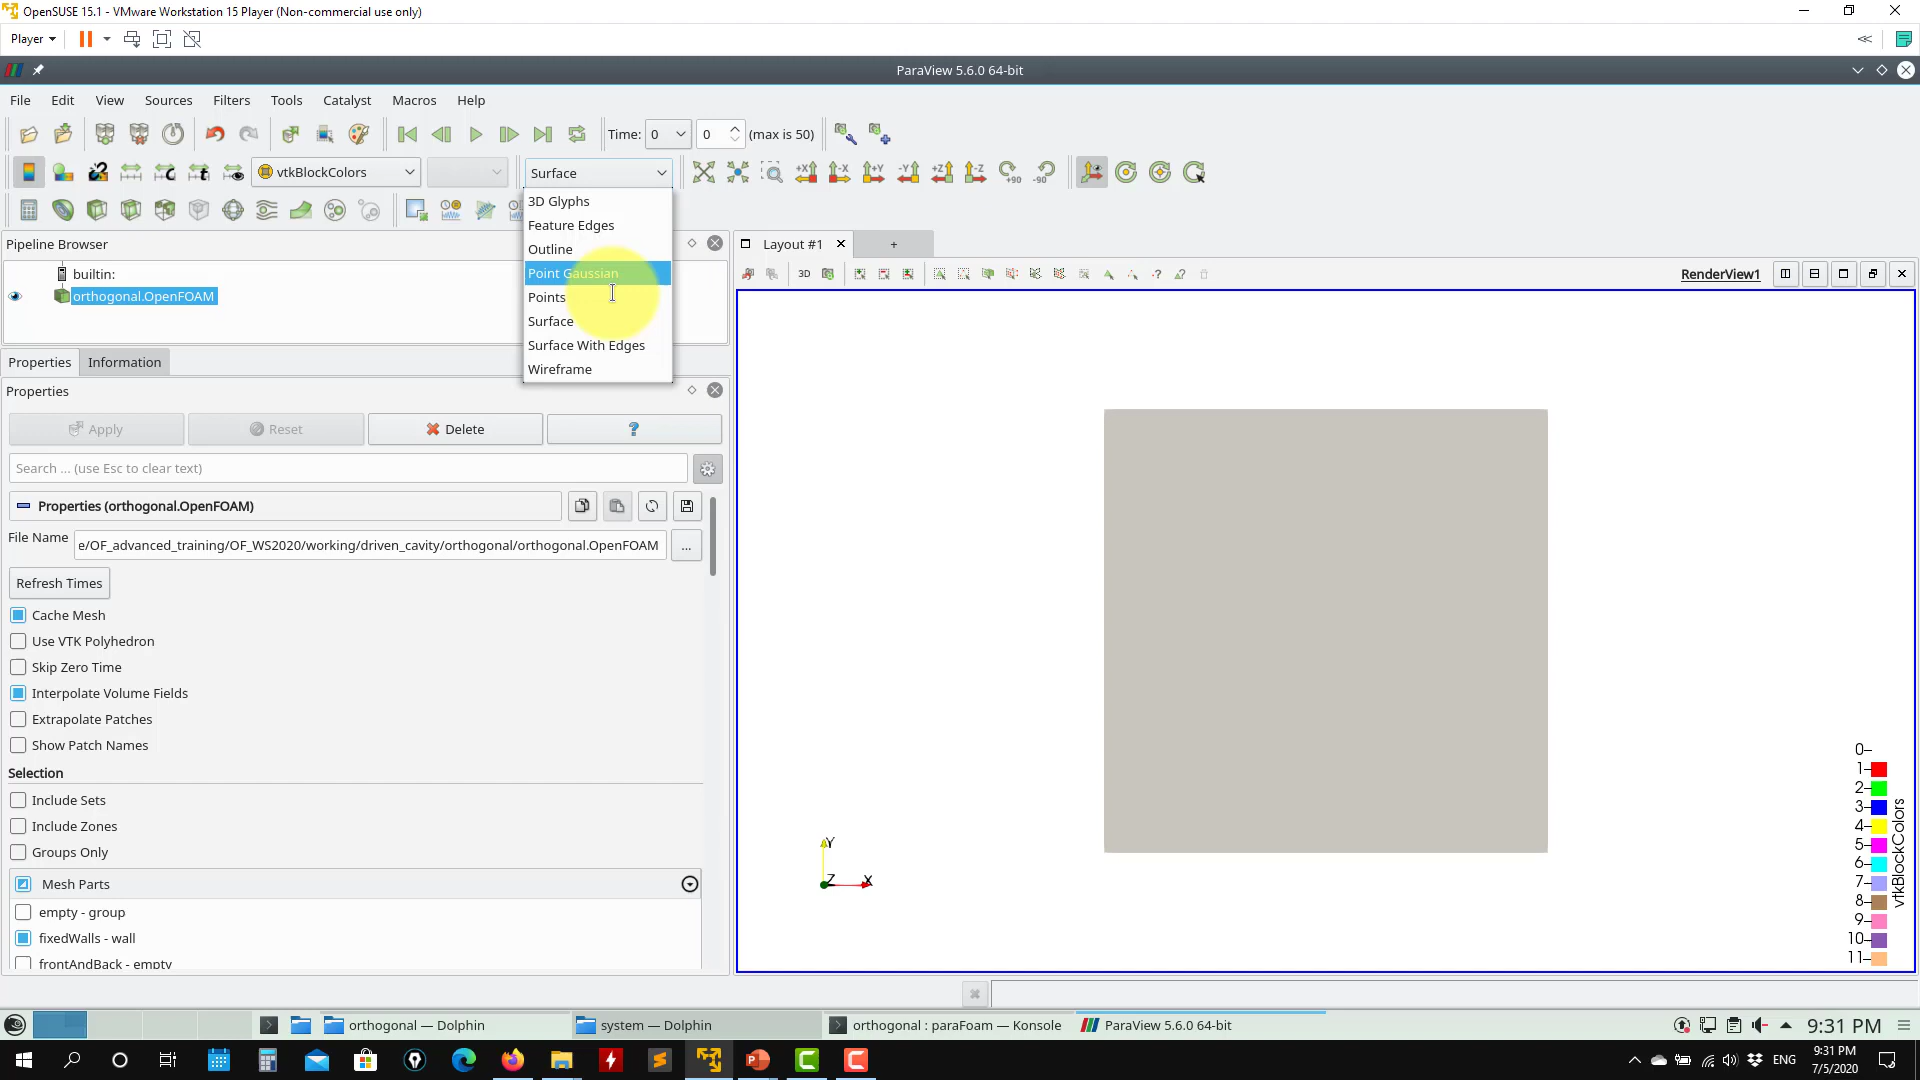 OpenSUSE 15.1 - VMware Workstation 15 Player (Non-commercial use only)
Player
ParaView 5.6.0 64-bit
File Edit View Sources Filters Tools Catalyst Macros Help
Time: 0 0 (max is 50)
vtkBlockColors
Surface
+X -X +Y -Y +Z -Z +90 -90
3D Glyphs
Feature Edges
Outline
Point Gaussian
Points
Surface
Surface With Edges
Wireframe
Pipeline Browser
builtin:
orthogonal.OpenFOAM
Layout #1 +
3D
RenderView1
Properties Information
Properties
Apply Reset Delete ?
Search ... (use Esc to clear text)
Properties (orthogonal.OpenFOAM)
File Name e/OF_advanced_training/OF_WS2020/working/driven_cavity/orthogonal/orthogonal.OpenFOAM ...
Refresh Times
Cache Mesh
Use VTK Polyhedron
Skip Zero Time
Interpolate Volume Fields
Extrapolate Patches
Show Patch Names
Selection
Include Sets
Include Zones
Groups Only
Mesh Parts
empty - group
fixedWalls - wall
frontAndBack - empty
Y
Z X
0
1
2
3
4
5
6
7
8
9
10
11
vtkBlockColors
orthogonal — Dolphin
system — Dolphin
orthogonal : paraFoam — Konsole
ParaView 5.6.0 64-bit
9:31 PM
ENG
9:31 PM
7/5/2020